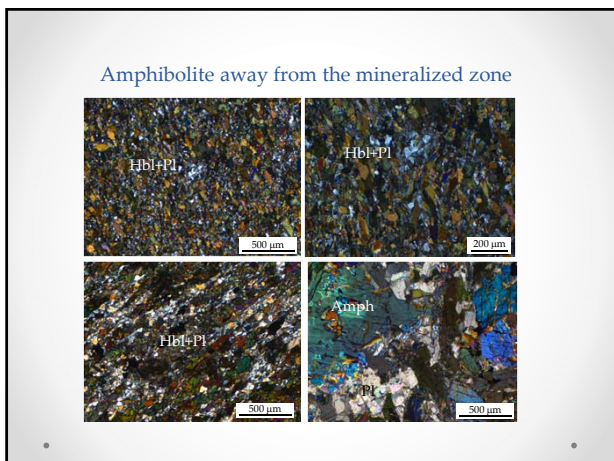 Amphibolite away from the mineralized zone
Hbl+Pl
500 µm
Hbl+Pl
200 µm
Hbl+Pl
500 µm
Amph
Pl
500 µm